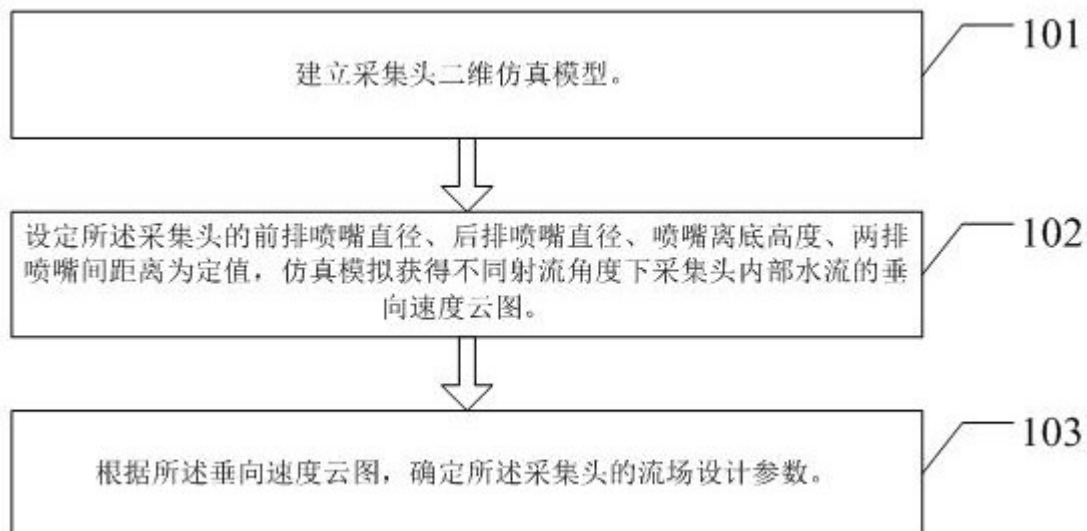 建立采集头二维仿真模型。
101
设定所述采集头的前排喷嘴直径、后排喷嘴直径、喷嘴离底高度、两排
喷嘴间距离为定值，仿真模拟获得不同射流角度下采集头内部水流的垂
向速度云图。
102
根据所述垂向速度云图，确定所述采集头的流场设计参数。
103